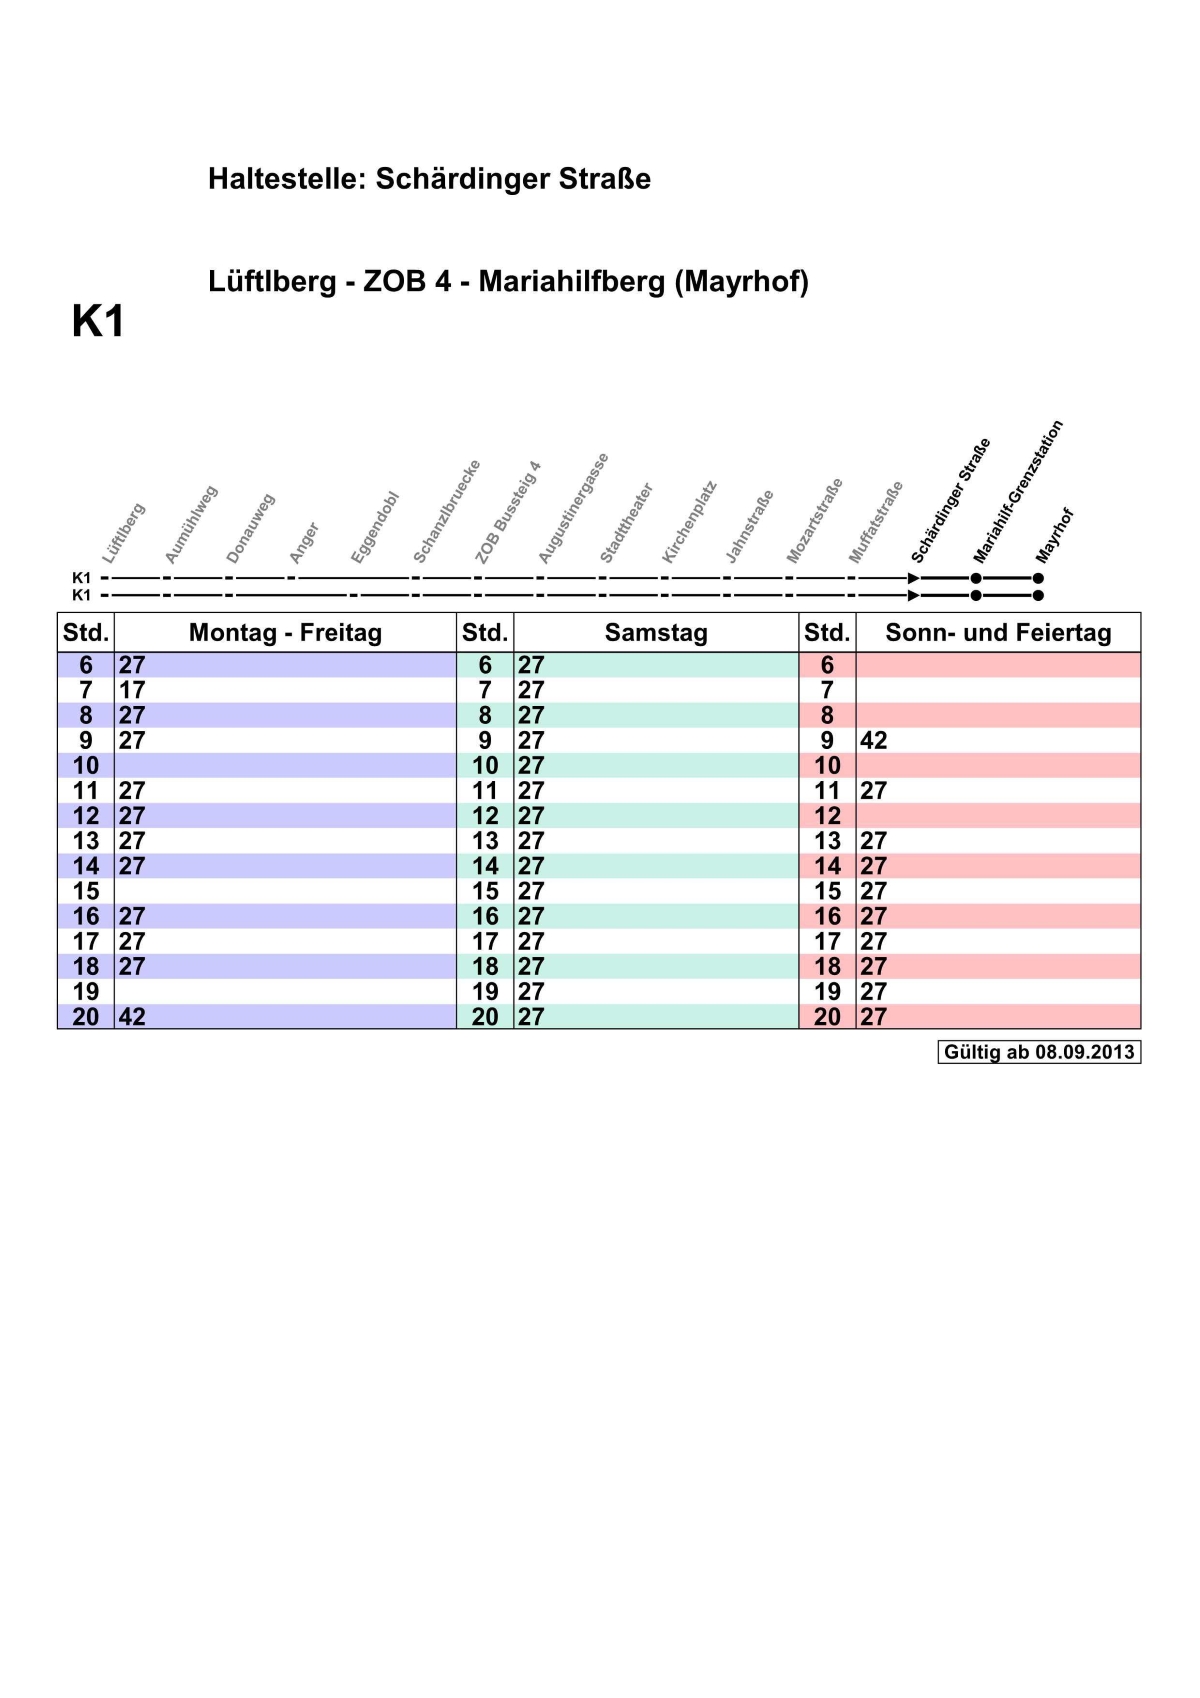 Haltestelle: Schärdinger Straße
Lüftlberg - ZOB 4 - Mariahilfberg (Mayrhof)
K1
Lüftlberg
Aumühlweg
Donauweg
Anger
Eggendobl
Schanzlbruecke
ZOB Bussteig 4
Augustinergasse
Stadttheater
Kirchenplatz
Jahnstraße
Mozartstraße
Muffatstraße
Schärdinger Straße
Mariahilf-Grenzstation
Mayrhof
K1
K1
Std. Montag - Freitag Std. Samstag Std. Sonn- und Feiertag
6 27 6 27 6
7 17 7 27 7
8 27 8 27 8
9 27 9 27 9 42
10 10 27 10
11 27 11 27 11 27
12 27 12 27 12
13 27 13 27 13 27
14 27 14 27 14 27
15 15 27 15 27
16 27 16 27 16 27
17 27 17 27 17 27
18 27 18 27 18 27
19 19 27 19 27
20 42 20 27 20 27
Gültig ab 08.09.2013